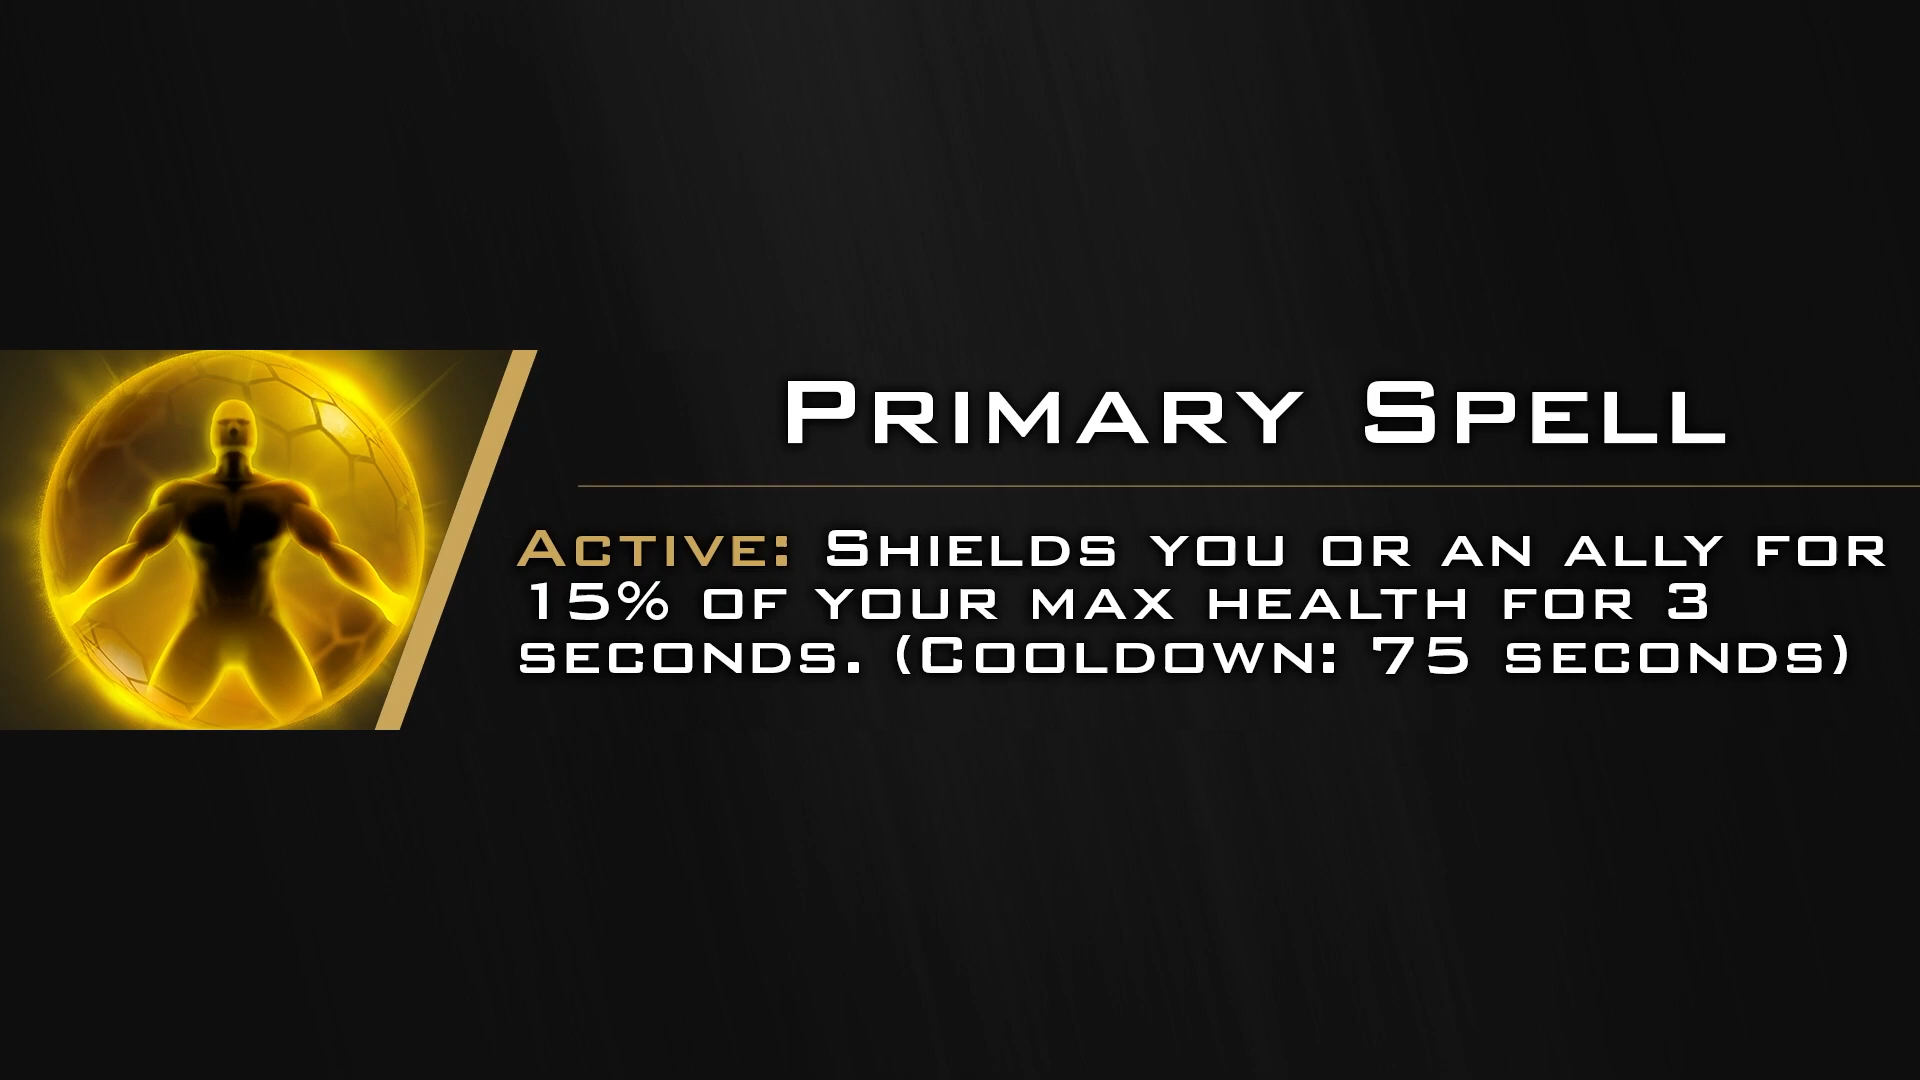 Primary Spell
Active: Shields you or an ally for
15% of your max health for 3
seconds. (Cooldown: 75 seconds)